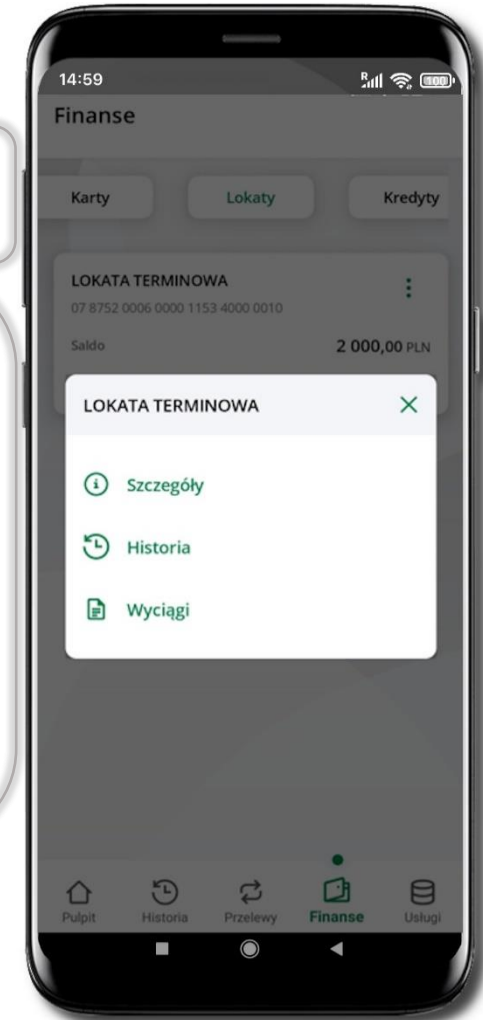 14:59
R
100
Finanse
Karty
Lokaty
Kredyty
LOKATA TERMINOWA
07 8752 0006 0000 1153 4000 0010
Saldo
2 000,00 PLN
LOKATA TERMINOWA
Szczegóły
Historia
Wyciągi
Pulpit
Historia
Przelewy
Finanse
Usługi